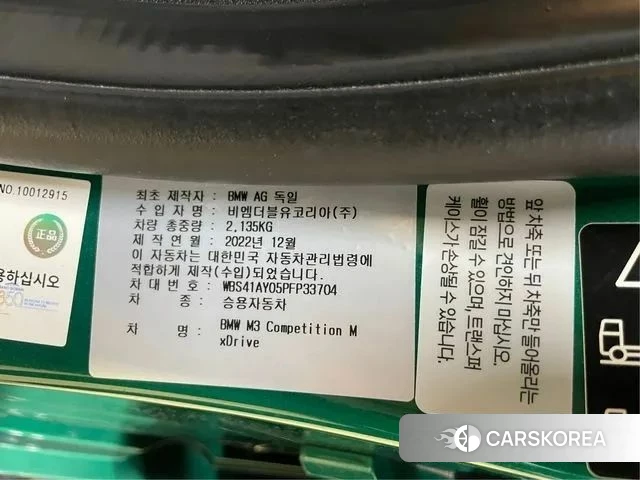 NO.10012915
正品
용하십시오
최초 제작자: BMW AG 독일
수 입 자 명 : 비엠더블유코리아(주)
차량 총중량 : 2,135KG
제 작 연 월 : 2022년 12월
이 자동차는 대한민국 자동차관리법령에
적합하게 제작(수입)되었습니다.
차 대 번 호 : WBS41AY05PFP33704
차 종 : 승용자동차
차 명 : BMW M3 Competition M
xDrive
앞 차축 또는 뒤 차축만 들어올리는
방법으로 견인하지 마십시오.
휠이 잠길 수 있으며, 트랜스퍼
케이스가 손상될 수 있습니다.
CARSKOREA